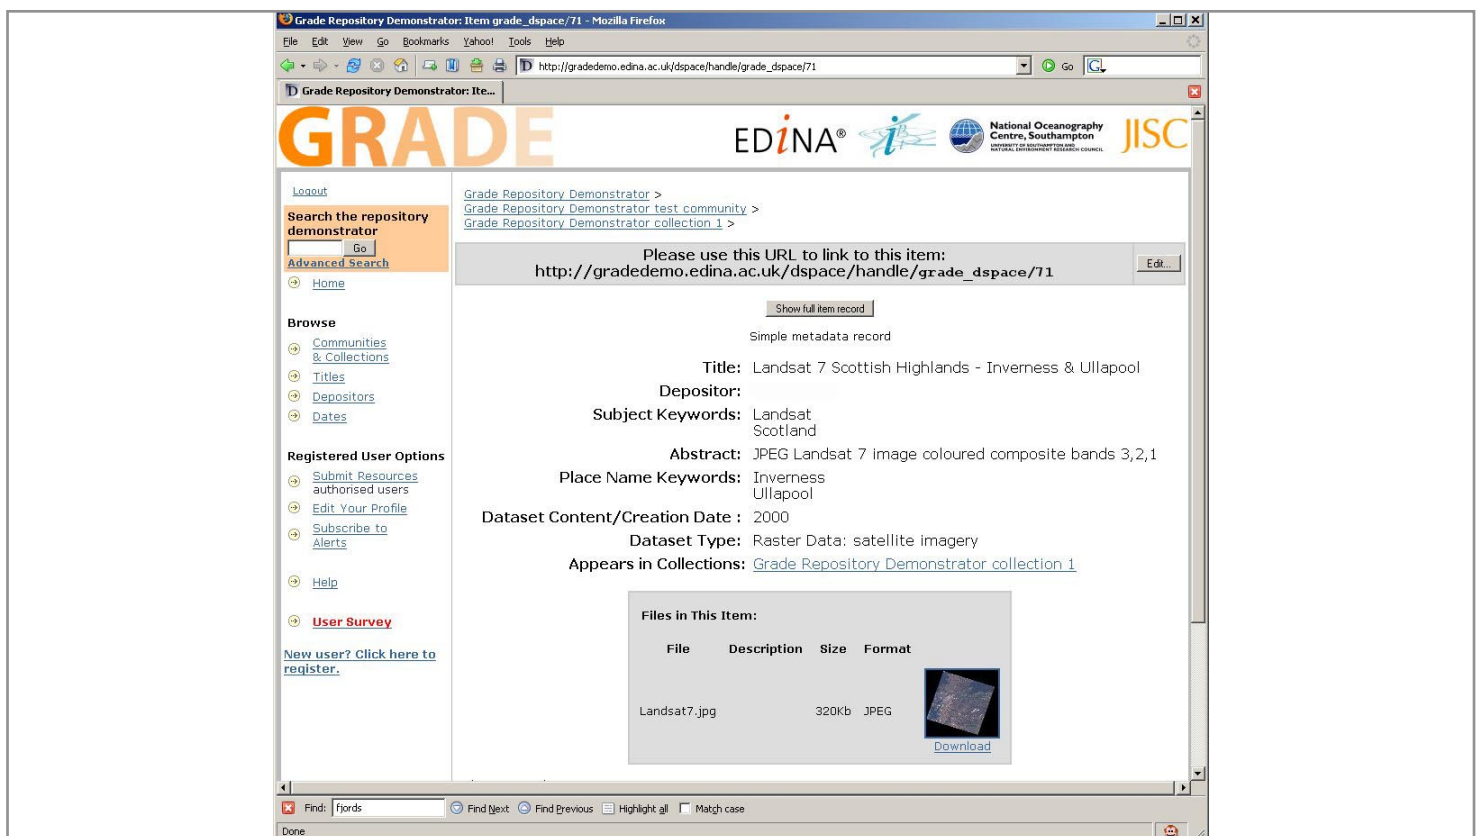 Grade Repository Demonstrator: Item grade_dspace/71 - Mozilla Firefox
File Edit View Go Bookmarks Yahoo! Tools Help
http://gradedemo.edina.ac.uk/dspace/handle/grade_dspace/71
Go
Grade Repository Demonstrator: Ite...
GRADE
EDiNA®
National Oceanography
Centre, Southampton
UNIVERSITY OF SOUTHAMPTON AND
NATURAL ENVIRONMENT RESEARCH COUNCIL
JISC
Logout
Search the repository
demonstrator
Go
Advanced Search
Home
Browse
Communities
& Collections
Titles
Depositors
Dates
Registered User Options
Submit Resources
authorised users
Edit Your Profile
Subscribe to
Alerts
Help
User Survey
New user? Click here to
register.
Grade Repository Demonstrator >
Grade Repository Demonstrator test community >
Grade Repository Demonstrator collection 1 >
Please use this URL to link to this item:
http://gradedemo.edina.ac.uk/dspace/handle/grade_dspace/71
Edit...
Show full item record
Simple metadata record
Title: Landsat 7 Scottish Highlands - Inverness & Ullapool
Depositor:
Subject Keywords: Landsat
Scotland
Abstract: JPEG Landsat 7 image coloured composite bands 3,2,1
Place Name Keywords: Inverness
Ullapool
Dataset Content/Creation Date : 2000
Dataset Type: Raster Data: satellite imagery
Appears in Collections: Grade Repository Demonstrator collection 1
Files in This Item:
File Description Size Format
Landsat7.jpg 320Kb JPEG
Download
Find: fjords Find Next Find Previous Highlight all Match case
Done